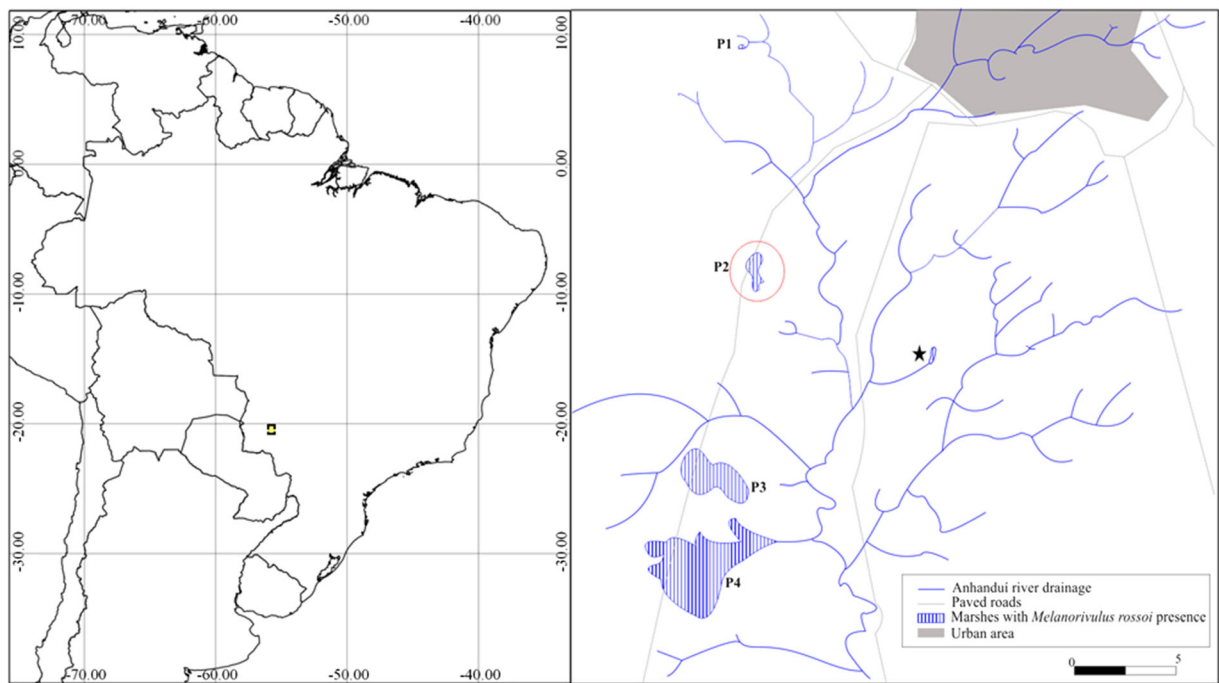 -70.00 -60.00 -50.00 -40.00
10.00 10.00
0.00 0.00
-10.00 -10.00
-20.00 -20.00
-30.00 -30.00
-70.00 -60.00 -50.00 -40.00
P1
P2
P3
P4
Anhanduí river drainage
Paved roads
Marshes with Melanorivulus rossoi presence
Urban area
0 5